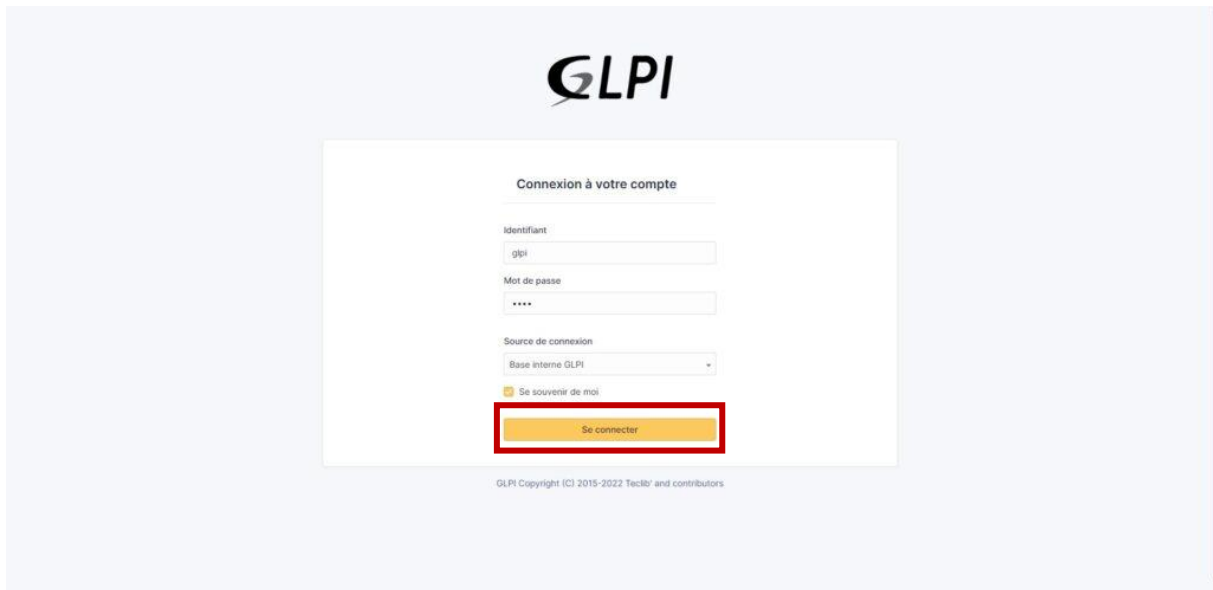 GLPI
Connexion à votre compte
Identifiant
glpi
Mot de passe
••••
Source de connexion
Base interne GLPI
Se souvenir de moi
Se connecter
GLPI Copyright (C) 2015-2022 Teclib' and contributors